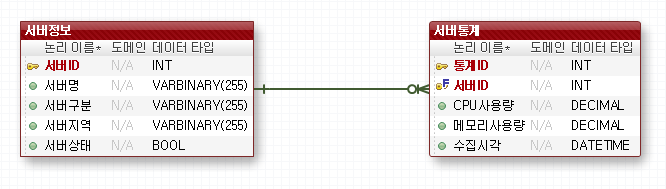 서버정보
논리 이름* 도메인 데이터 타입
서버ID N/A INT
서버명 N/A VARBINARY(255)
서버구분 N/A VARBINARY(255)
서버지역 N/A VARBINARY(255)
서버상태 N/A BOOL
서버통계
논리 이름* 도메인 데이터 타입
통계ID N/A INT
서버ID N/A INT
CPU사용량 N/A DECIMAL
메모리사용량 N/A DECIMAL
수집시각 N/A DATETIME